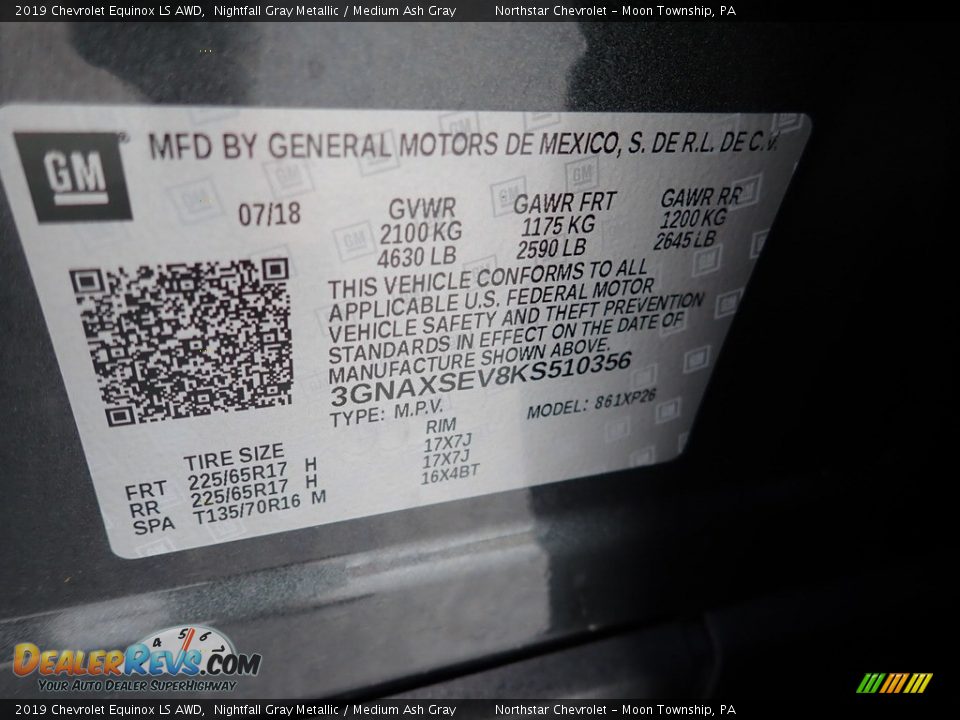 2019 Chevrolet Equinox LS AWD, Nightfall Gray Metallic / Medium Ash Gray Northstar Chevrolet - Moon Township, PA
GM
MFD BY GENERAL MOTORS DE MEXICO, S. DE R.L. DE C.V.
07/18
GVWR GAWR FRT GAWR RR
2100 KG 1175 KG 1200 KG
4630 LB 2590 LB 2645 LB
THIS VEHICLE CONFORMS TO ALL
APPLICABLE U.S. FEDERAL MOTOR
VEHICLE SAFETY AND THEFT PREVENTION
STANDARDS IN EFFECT ON THE DATE OF
MANUFACTURE SHOWN ABOVE.
3GNAXSEV8KS510356
TYPE: M.P.V. MODEL: 861XP26
TIRE SIZE RIM
FRT 225/65R17 H 17X7J
RR 225/65R17 H 17X7J
SPA T135/70R16 M 16X4BT
4 5 6
DealerRevs.com
Your Auto Dealer SuperHighway
2019 Chevrolet Equinox LS AWD, Nightfall Gray Metallic / Medium Ash Gray Northstar Chevrolet - Moon Township, PA